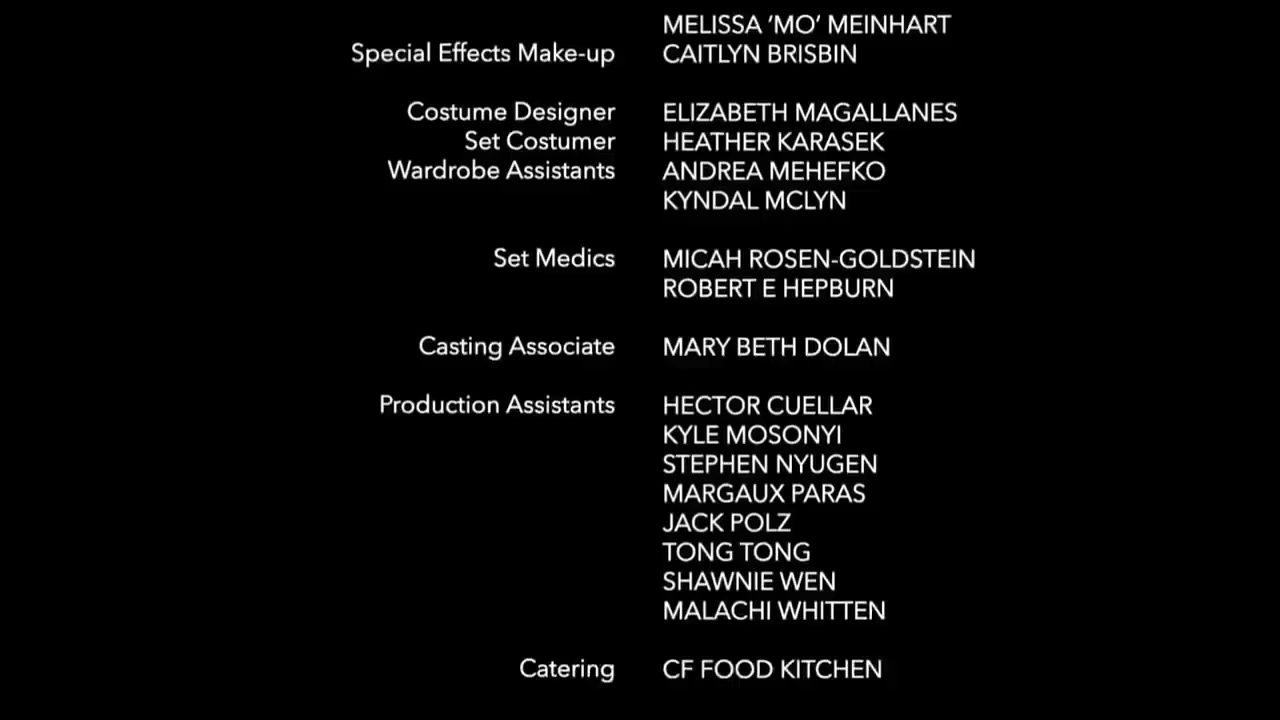 MELISSA ‘MO’ MEINHART
Special Effects Make-up CAITLYN BRISBIN
Costume Designer ELIZABETH MAGALLANES
Set Costumer HEATHER KARASEK
Wardrobe Assistants ANDREA MEHEFKO
KYNDAL MCLYN
Set Medics MICAH ROSEN-GOLDSTEIN
ROBERT E HEPBURN
Casting Associate MARY BETH DOLAN
Production Assistants HECTOR CUELLAR
KYLE MOSONYI
STEPHEN NYUGEN
MARGAUX PARAS
JACK POLZ
TONG TONG
SHAWNIE WEN
MALACHI WHITTEN
Catering CF FOOD KITCHEN